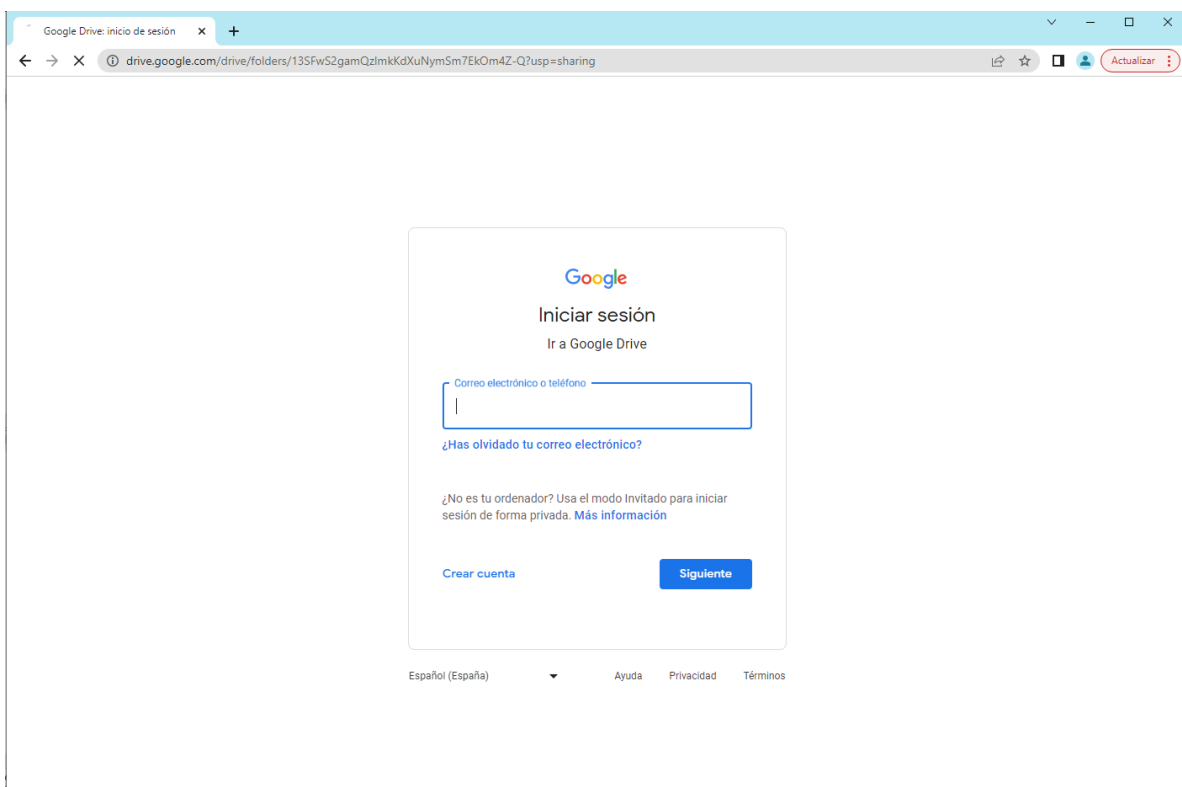 Google Drive: inicio de sesión
drive.google.com/drive/folders/13SFwS2gamQzlmkKdXuNymSm7EkOm4Z-Q?usp=sharing
Actualizar
Google
Iniciar sesión
Ir a Google Drive
Correo electrónico o teléfono
¿Has olvidado tu correo electrónico?
¿No es tu ordenador? Usa el modo Invitado para iniciar
sesión de forma privada. Más información
Crear cuenta
Siguiente
Español (España)
Ayuda
Privacidad
Términos